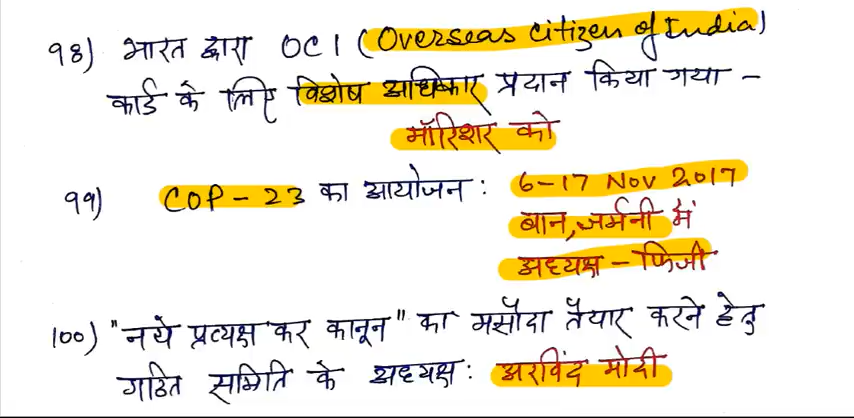 98) भारत द्वारा OCI (Overseas Citizen of India)
कार्ड के लिए विशेष अधिकार प्रदान किया गया -
मॉरिशस को
99) COP - 23 का आयोजन : 6-17 Nov 2017
बान, जर्मनी में
अध्यक्ष - फिजी
100) "नये प्रत्यक्ष कर कानून" का मसौदा तैयार करने हेतु
गठित समिति के अध्यक्ष : अरविंद मोदी